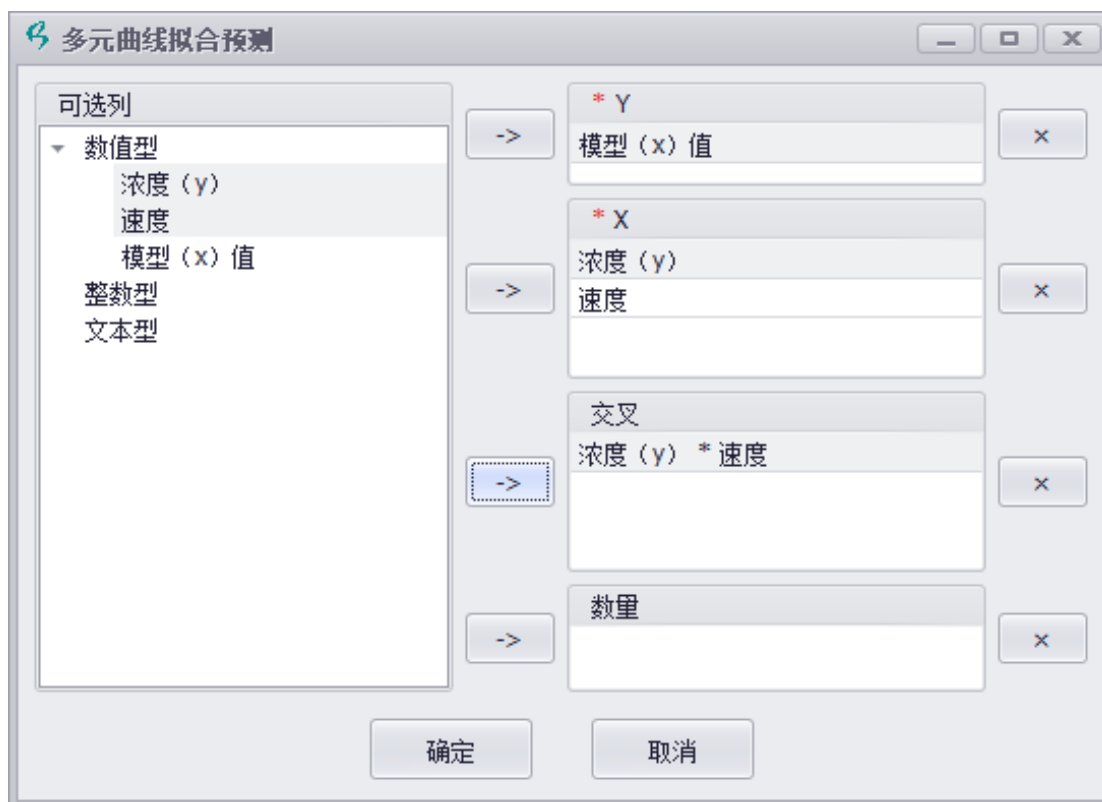 多元曲线拟合预测
可选列
数值型
浓度（y）
速度
模型（x）值
整数型
文本型
->
* Y
模型（x）值
×
->
* X
浓度（y）
速度
×
->
交叉
浓度（y） * 速度
×
->
数量
×
确定
取消